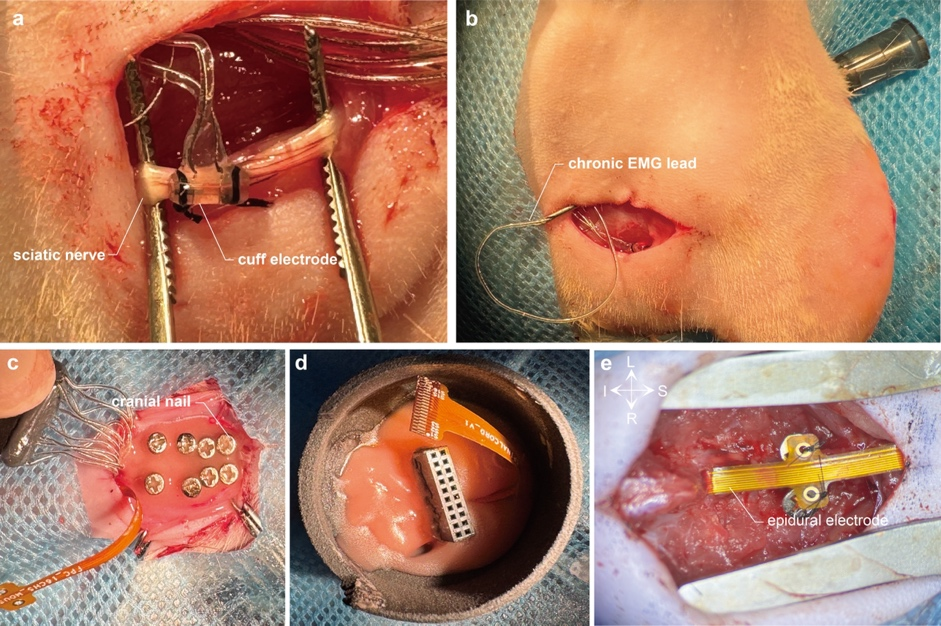 a
sciatic nerve
cuff electrode
b
chronic EMG lead
c
cranial nail
d
e
L
I
S
R
epidural electrode